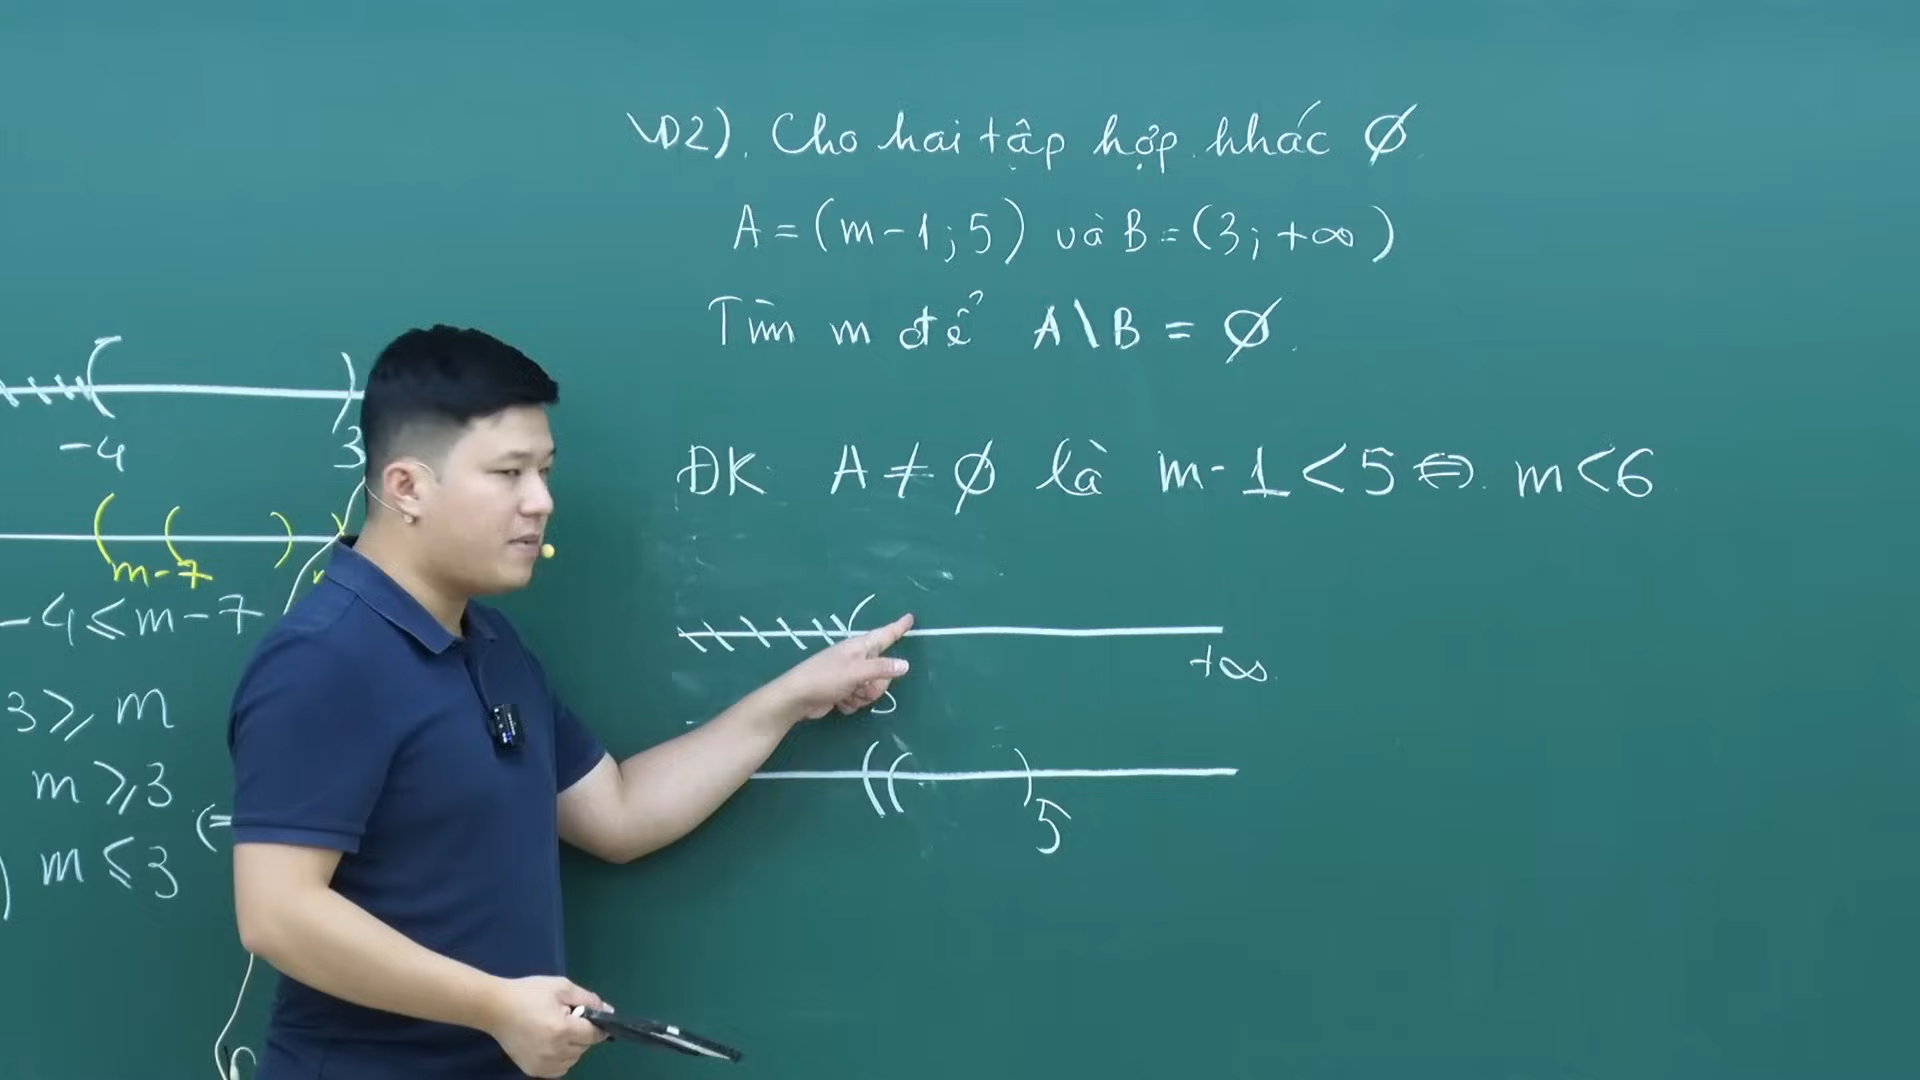 VD2). Cho hai tập hợp khác ∅
A = (m-1; 5) và B = (3; +∞)
Tìm m để A\B = ∅.
ĐK A ≠ ∅ là m-1 < 5 ⇔ m < 6
+∞
5
-4 3
m-7
-4 ≤ m-7
3 ≥ m
m ≥ 3
m ≤ 3